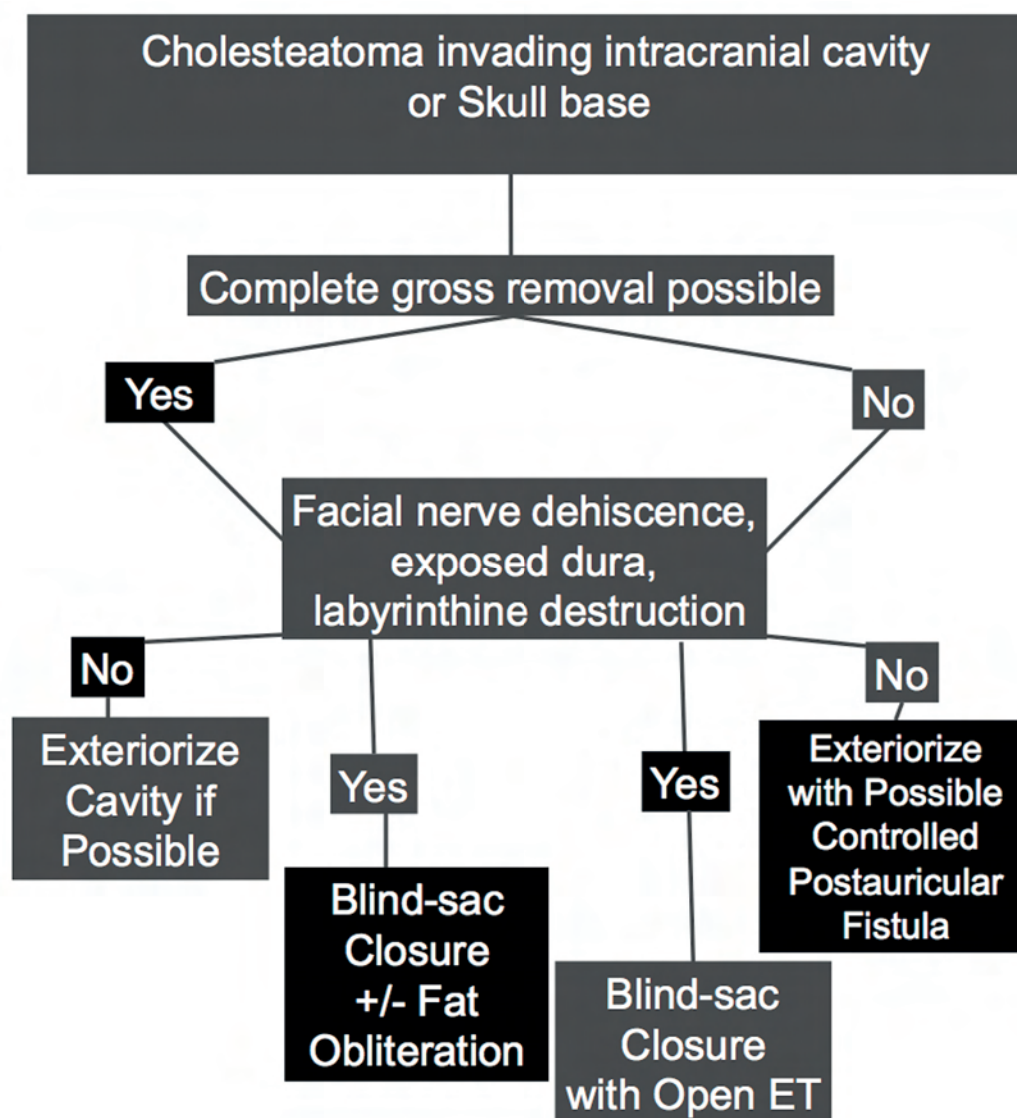 Cholesteatoma invading intracranial cavity
or Skull base
Complete gross removal possible
Yes
No
Facial nerve dehiscence,
exposed dura,
labyrinthine destruction
No
Exteriorize
Cavity if
Possible
Yes
Blind-sac
Closure
+/- Fat
Obliteration
Yes
Blind-sac
Closure
with Open ET
No
Exteriorize
with Possible
Controlled
Postauricular
Fistula